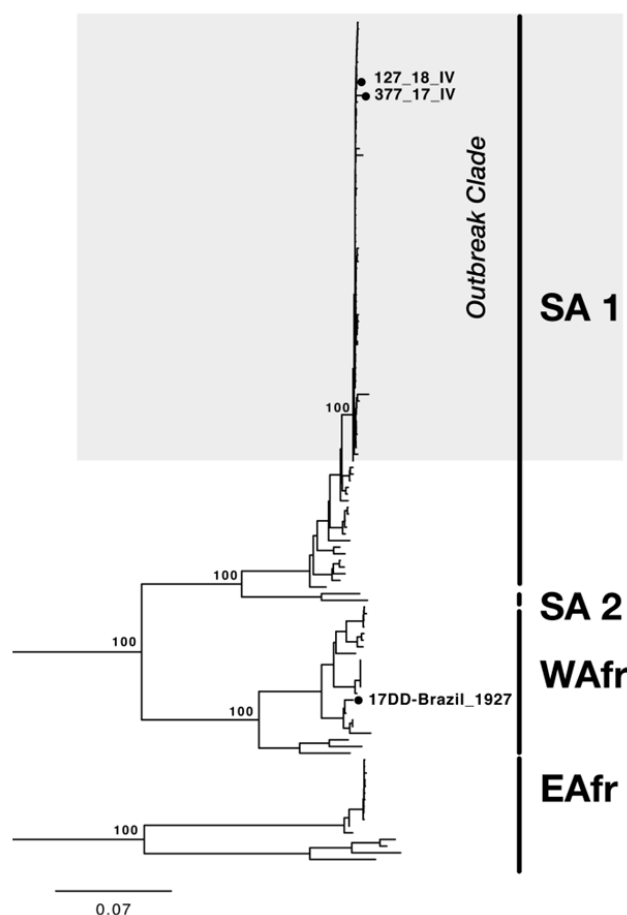 127_18_IV
377_17_IV
Outbreak Clade
SA 1
100
100
SA 2
100
WAfr
17DD-Brazil_1927
100
EAfr
100
0.07